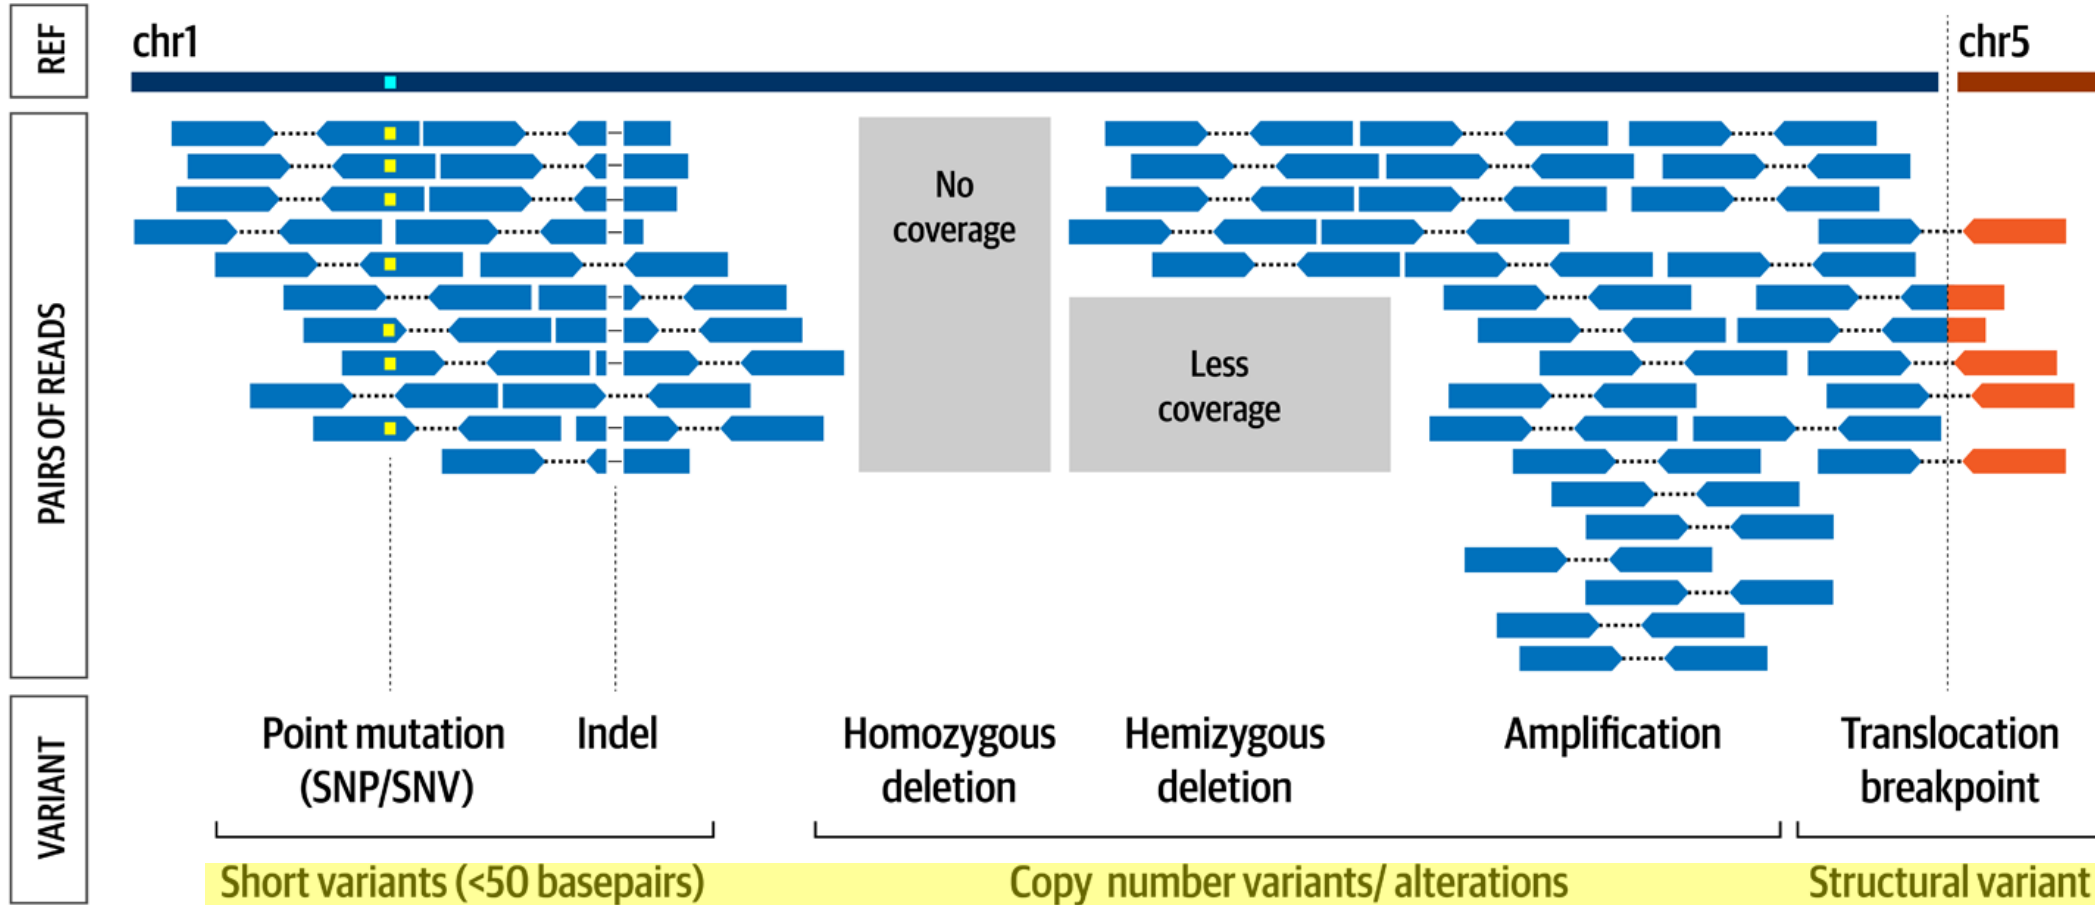 REF
chr1
chr5
PAIRS OF READS
No
coverage
Less
coverage
VARIANT
Point mutation
(SNP/SNV)
Indel
Homozygous
deletion
Hemizygous
deletion
Amplification
Translocation
breakpoint
Short variants (<50 basepairs)
Copy number variants/ alterations
Structural variant